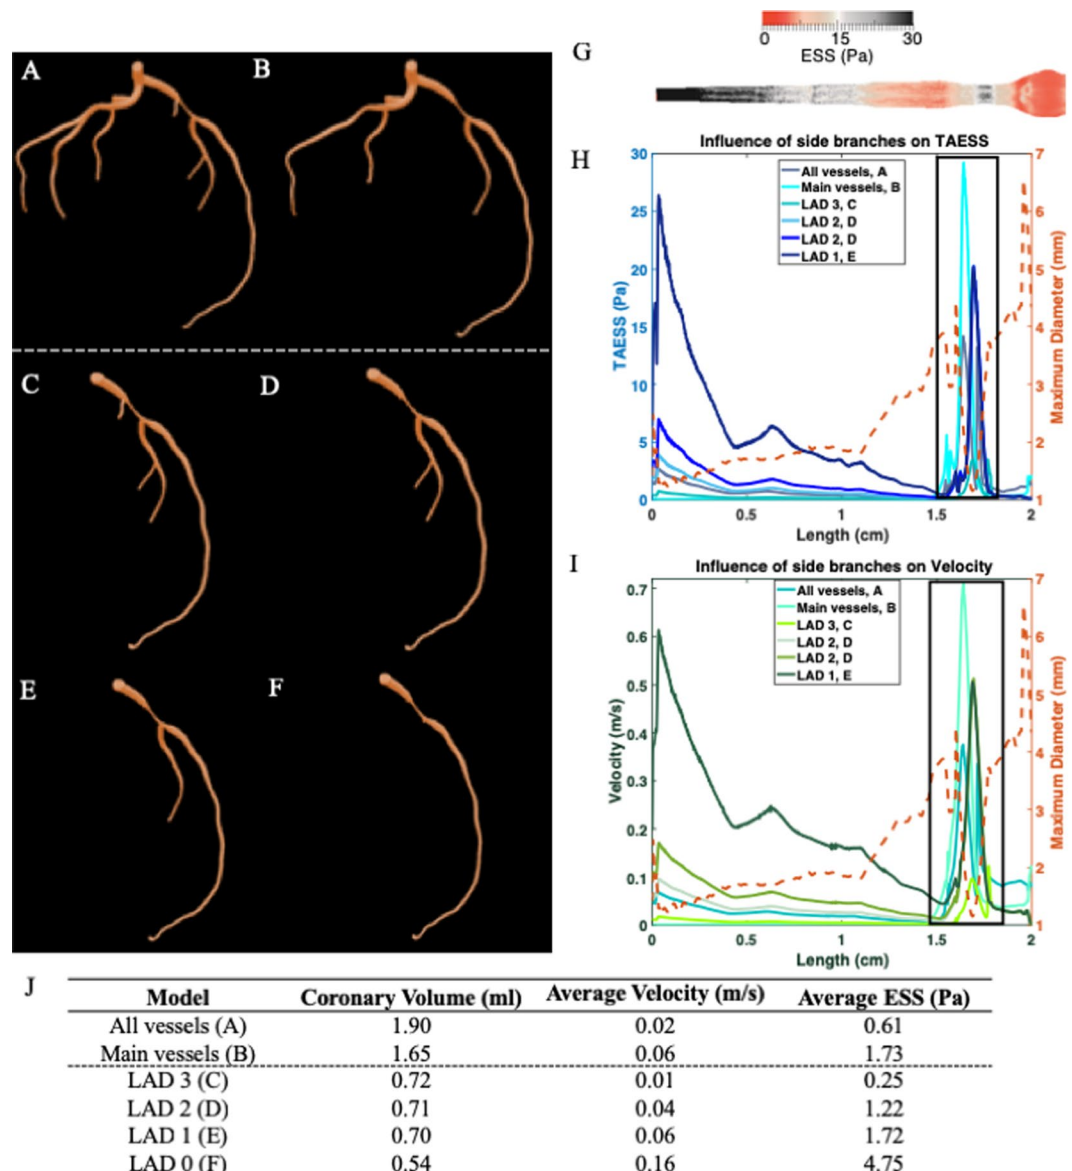 A
B
C
D
E
F
G
0
15
30
ESS (Pa)
H
Influence of side branches on TAESS
30
25
20
15
10
5
0
TAESS (Pa)
All vessels, A
Main vessels, B
LAD 3, C
LAD 2, D
LAD 2, D
LAD 1, E
7
6
5
4
3
2
1
Maximum Diameter (mm)
0
0.5
1
1.5
2
Length (cm)
I
Influence of side branches on Velocity
0.7
0.6
0.5
0.4
0.3
0.2
0.1
0
Velocity (m/s)
All vessels, A
Main vessels, B
LAD 3, C
LAD 2, D
LAD 2, D
LAD 1, E
7
6
5
4
3
2
1
Maximum Diameter (mm)
0
0.5
1
1.5
2
Length (cm)
J
Model Coronary Volume (ml) Average Velocity (m/s) Average ESS (Pa)
All vessels (A) 1.90 0.02 0.61
Main vessels (B) 1.65 0.06 1.73
LAD 3 (C) 0.72 0.01 0.25
LAD 2 (D) 0.71 0.04 1.22
LAD 1 (E) 0.70 0.06 1.72
LAD 0 (F) 0.54 0.16 4.75